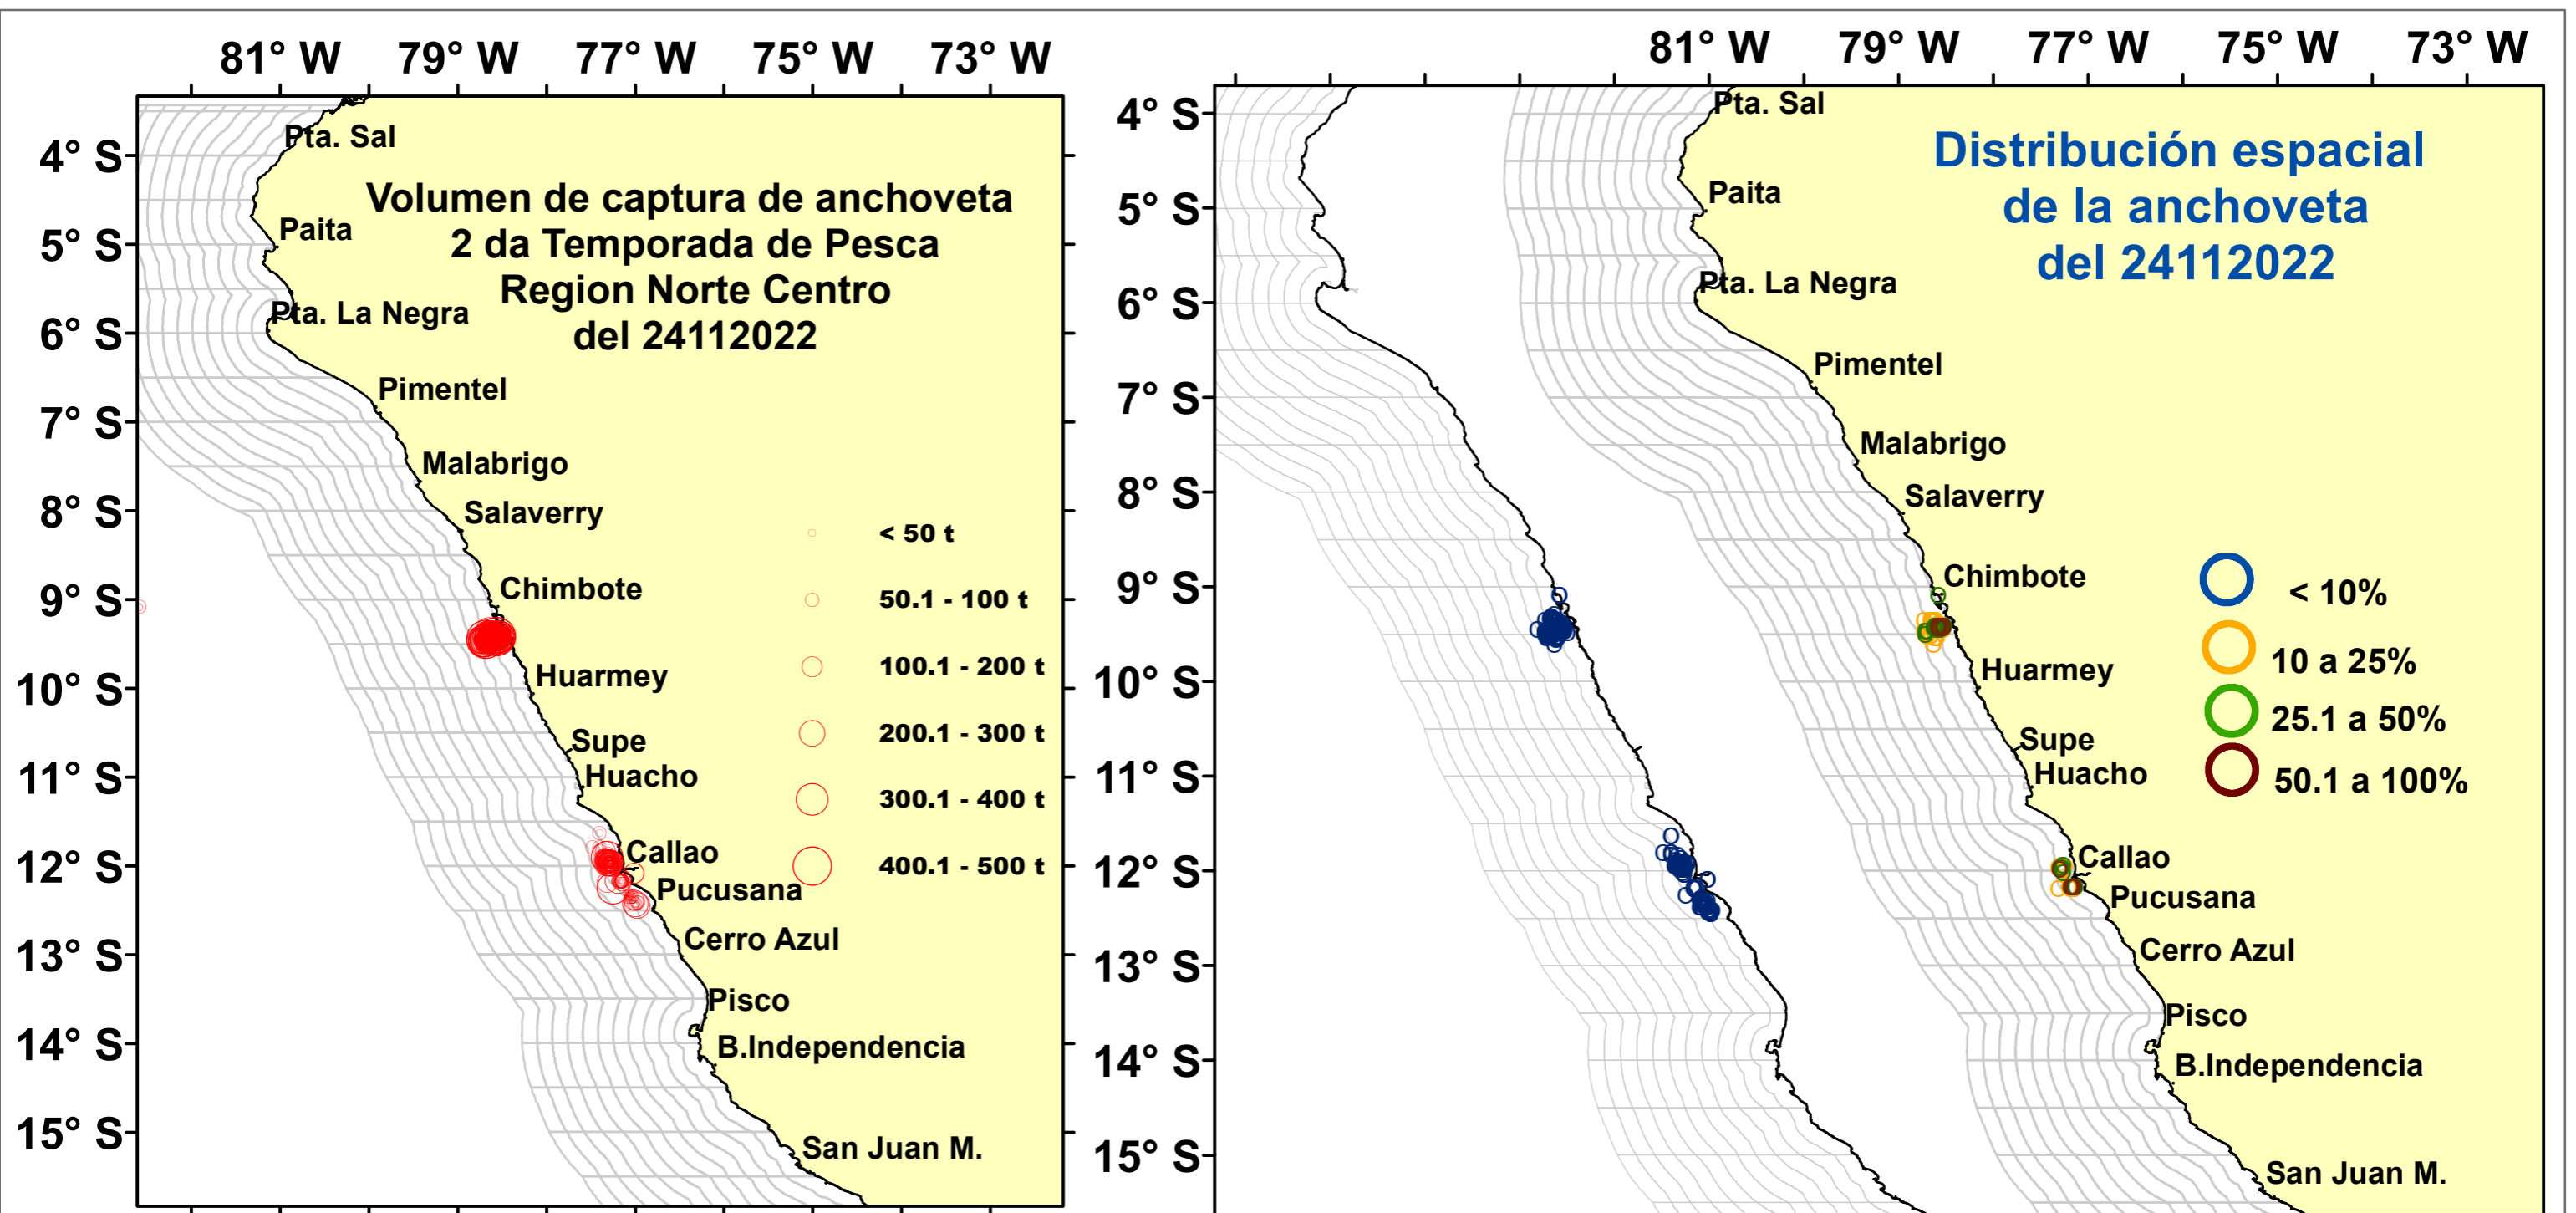 81° W 79° W 77° W 75° W 73° W
4° S
5° S
6° S
7° S
8° S
9° S
10° S
11° S
12° S
13° S
14° S
15° S
Volumen de captura de anchoveta
2 da Temporada de Pesca
Region Norte Centro
del 24112022
Pta. Sal
Paita
Pta. La Negra
Pimentel
Malabrigo
Salaverry
Chimbote
Huarmey
Supe
Huacho
Callao
Pucusana
Cerro Azul
Pisco
B.Independencia
San Juan M.
< 50 t
50.1 - 100 t
100.1 - 200 t
200.1 - 300 t
300.1 - 400 t
400.1 - 500 t
81° W 79° W 77° W 75° W 73° W
4° S
5° S
6° S
7° S
8° S
9° S
10° S
11° S
12° S
13° S
14° S
15° S
Distribución espacial
de la anchoveta
del 24112022
Pta. Sal
Paita
Pta. La Negra
Pimentel
Malabrigo
Salaverry
Chimbote
Huarmey
Supe
Huacho
Callao
Pucusana
Cerro Azul
Pisco
B.Independencia
San Juan M.
< 10%
10 a 25%
25.1 a 50%
50.1 a 100%